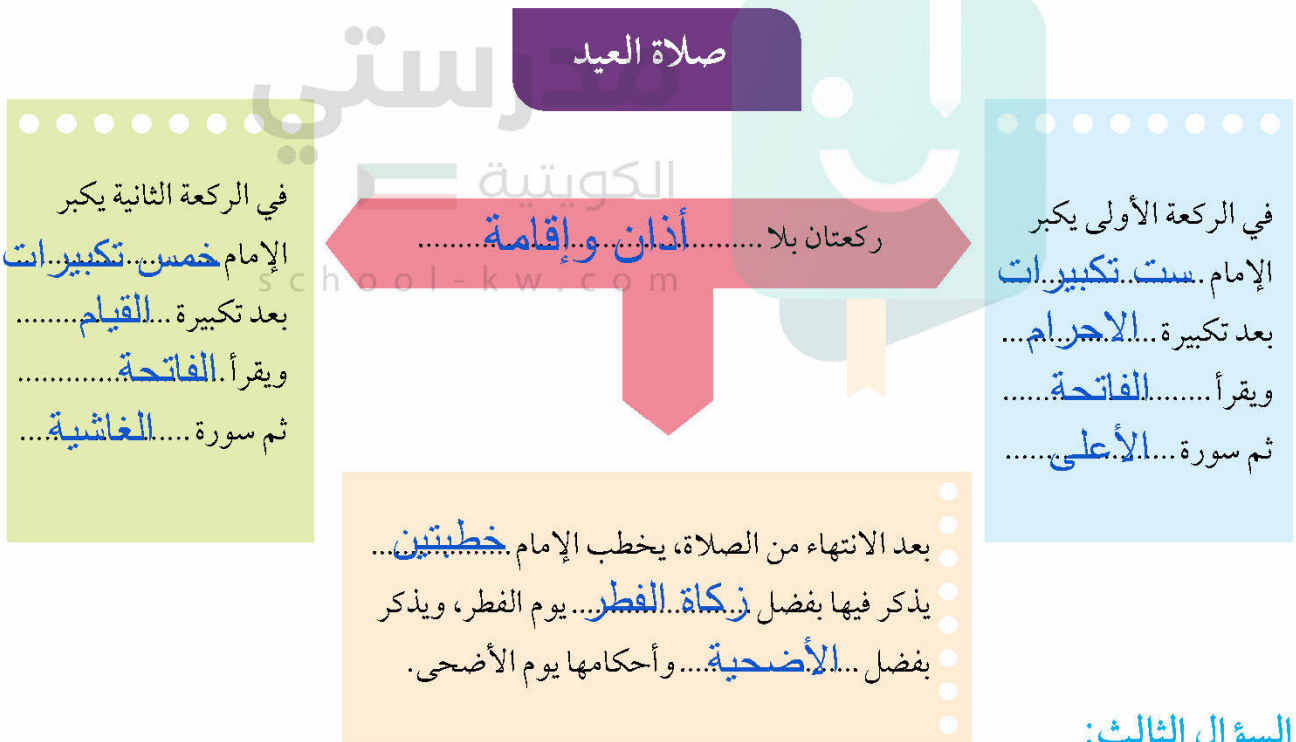 صلاة العيد
مدرستي
الكويتية
school-kw.com
ركعتان بلا ..........أذان وإقامة..........
في الركعة الأولى يكبر
الإمام .ست تكبيرات
بعد تكبيرة ...الاحرام...
ويقرأ ........الفاتحة......
ثم سورة ...الأعلى......
في الركعة الثانية يكبر
الإمام خمس تكبيرات
بعد تكبيرة ...القيام........
ويقرأ .الفاتحة.............
ثم سورة .....الغاشية....
بعد الانتهاء من الصلاة، يخطب الإمام .خطبتين...
يذكر فيها بفضل زكاة الفطر... يوم الفطر، ويذكر
بفضل ...الأضحية.... وأحكامها يوم الأضحى.
السؤال الثالث: